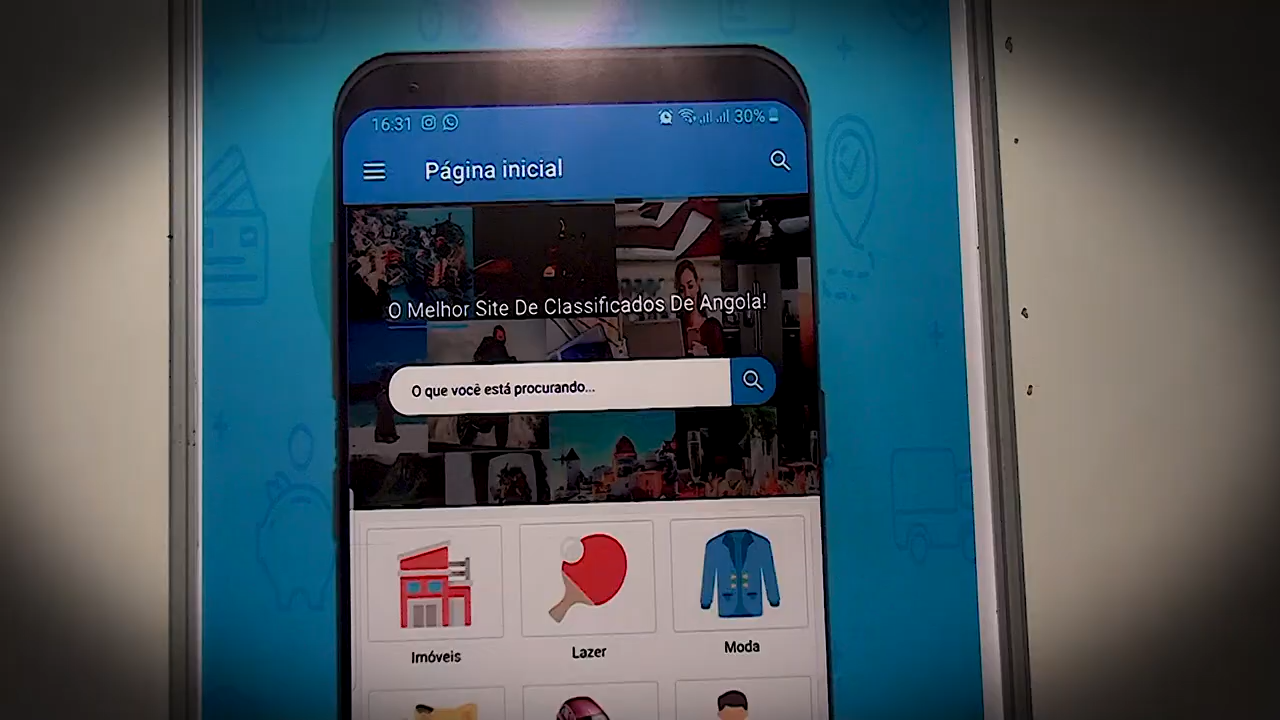 16:31 30%
Página inicial
O Melhor Site De Classificados De Angola!
O que você está procurando...
Imóveis Lazer Moda